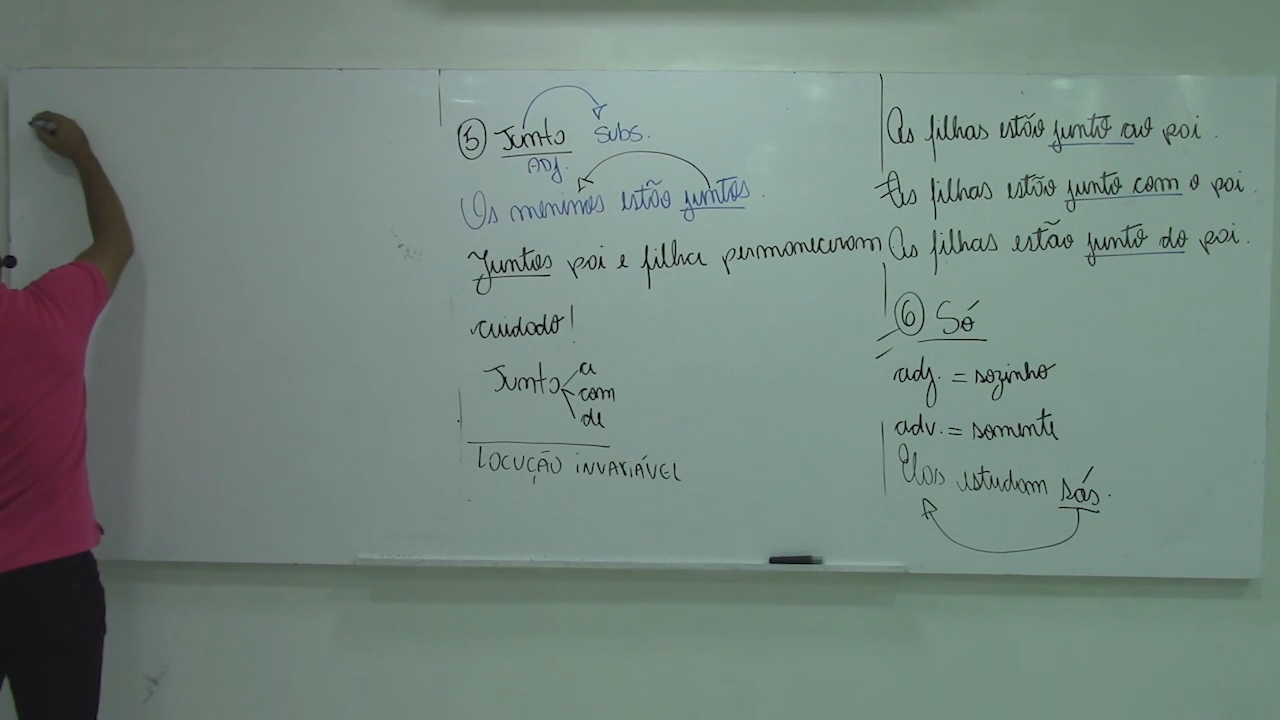 ⑤ Junto Subs.
ADJ.
Os meninos estão juntos.
Juntos pai e filha permaneceram
cuidado!
Junto a
com
de
LOCUÇÃO INVARIÁVEL
As filhas estão junto ao pai.
As filhas estão junto com o pai.
As filhas estão junto do pai.
⑥ Só
adj. = sozinho
adv. = somente
Elas estudam sós.